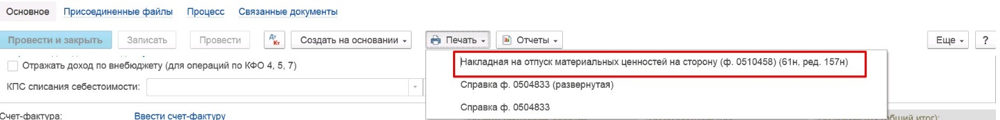 Основное Присоединенные файлы Процесс Связанные документы
Провести и закрыть Записать Провести Дт Кт Создать на основании Печать Отчеты Еще ?
Накладная на отпуск материальных ценностей на сторону (ф. 0510458) (61н, ред. 157н)
Отражать доход по внебюджету (для операций по КФО 4, 5, 7)
КПС списания себестоимости:
Справка ф. 0504833 (развернутая)
Справка ф. 0504833
Счет-фактура: Ввести счет-фактуру
общий итог):